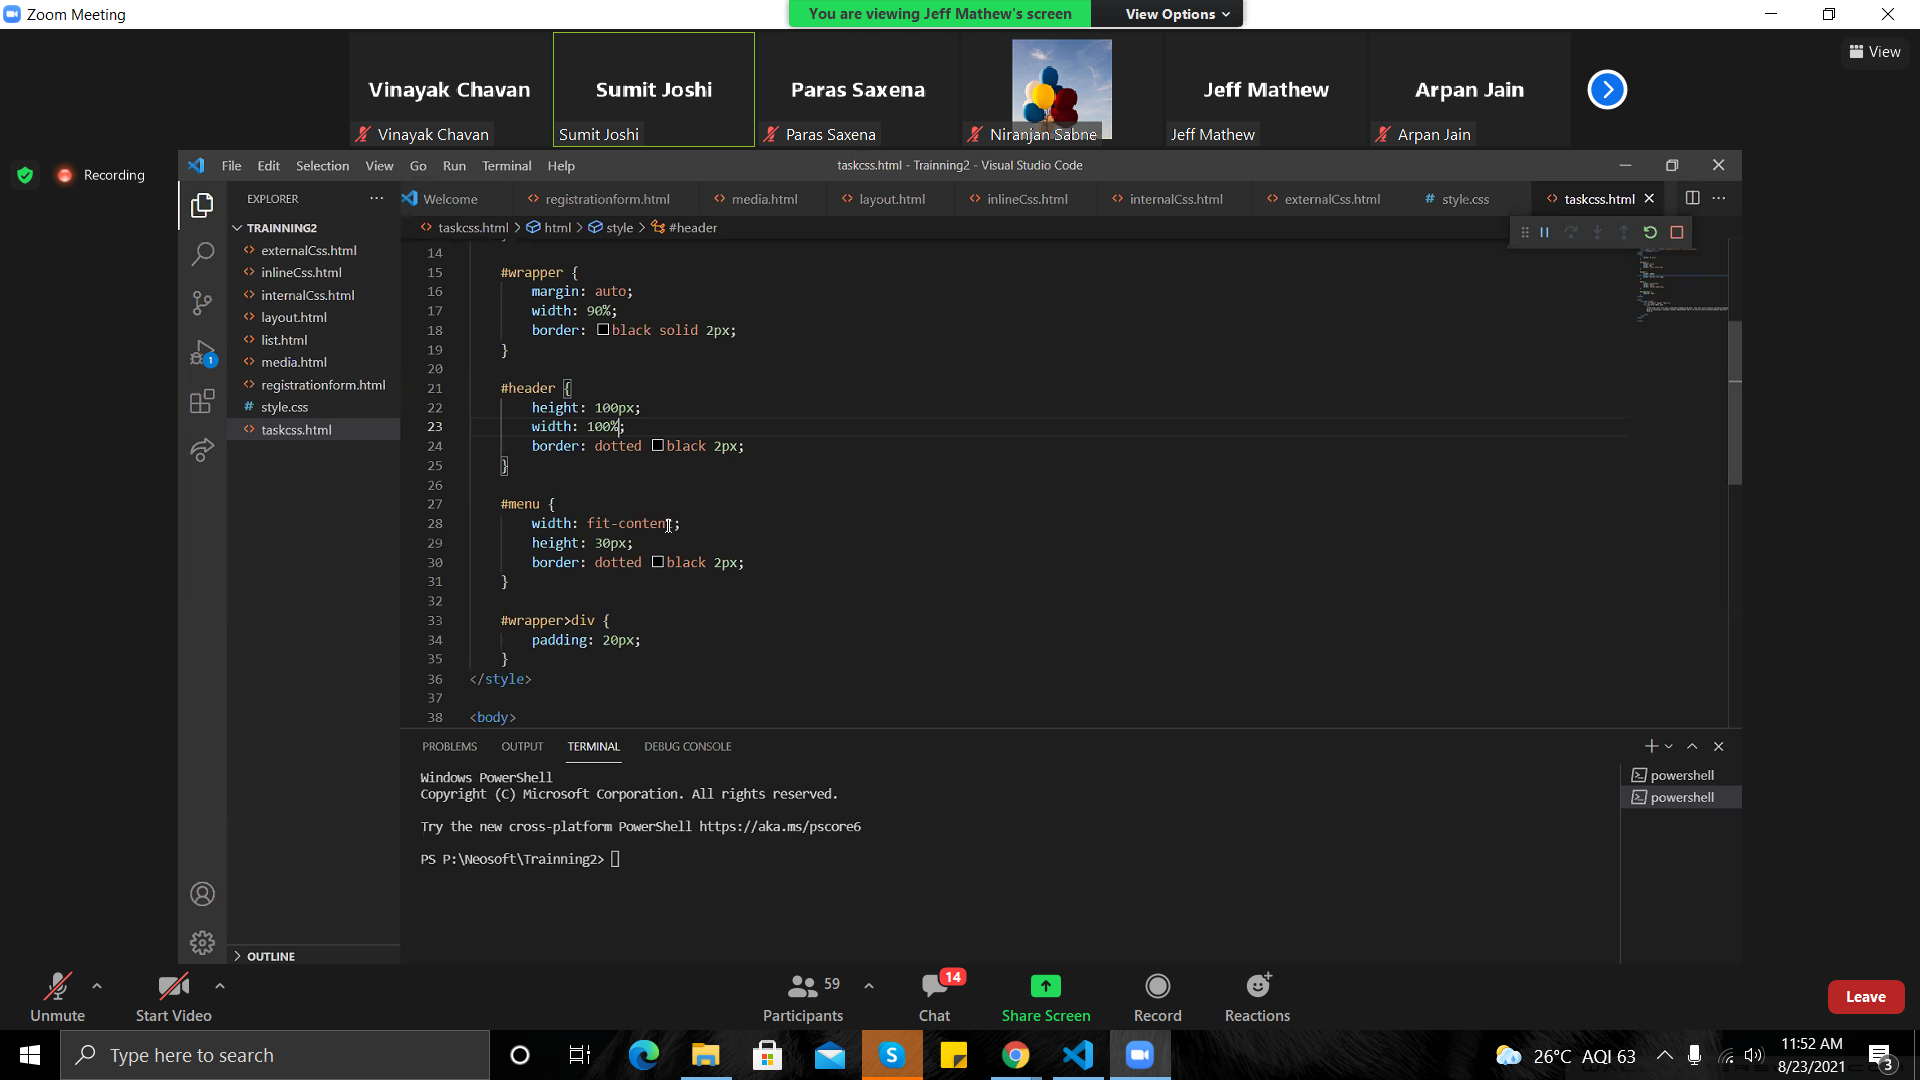 Zoom Meeting
You are viewing Jeff Mathew's screen
View Options
View
Vinayak Chavan
Sumit Joshi
Paras Saxena
Jeff Mathew
Arpan Jain
Vinayak Chavan
Sumit Joshi
Paras Saxena
Niranjan Sabne
Jeff Mathew
Arpan Jain
Recording
File Edit Selection View Go Run Terminal Help
taskcss.html - Trainning2 - Visual Studio Code
EXPLORER
Welcome
registrationform.html
media.html
layout.html
inlineCss.html
internalCss.html
externalCss.html
# style.css
taskcss.html
TRAINNING2
externalCss.html
inlineCss.html
internalCss.html
layout.html
list.html
media.html
registrationform.html
# style.css
taskcss.html
1
OUTLINE
taskcss.html > html > style > #header
14
15 #wrapper {
16 margin: auto;
17 width: 90%;
18 border: black solid 2px;
19 }
20
21 #header {
22 height: 100px;
23 width: 100%;
24 border: dotted black 2px;
25 }
26
27 #menu {
28 width: fit-content;
29 height: 30px;
30 border: dotted black 2px;
31 }
32
33 #wrapper>div {
34 padding: 20px;
35 }
36 </style>
37
38 <body>
PROBLEMS OUTPUT TERMINAL DEBUG CONSOLE
Windows PowerShell
Copyright (C) Microsoft Corporation. All rights reserved.
Try the new cross-platform PowerShell https://aka.ms/pscore6
PS P:\Neosoft\Trainning2>
powershell
powershell
Unmute
Start Video
59
Participants
14
Chat
Share Screen
Record
Reactions
Leave
Type here to search
26°C AQI 63
11:52 AM
8/23/2021
3